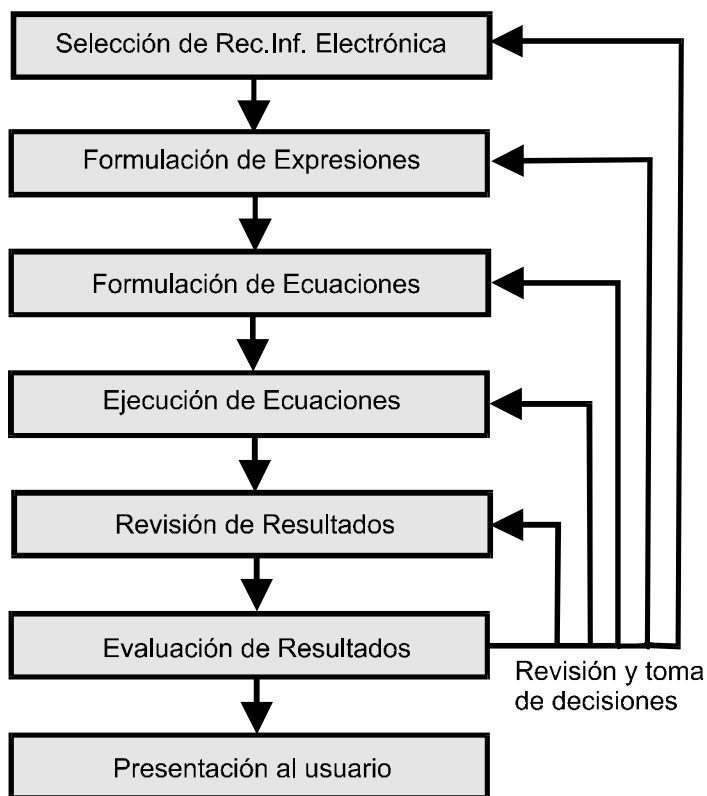 Selección de Rec.Inf. Electrónica
Formulación de Expresiones
Formulación de Ecuaciones
Ejecución de Ecuaciones
Revisión de Resultados
Evaluación de Resultados
Revisión y toma
de decisiones
Presentación al usuario